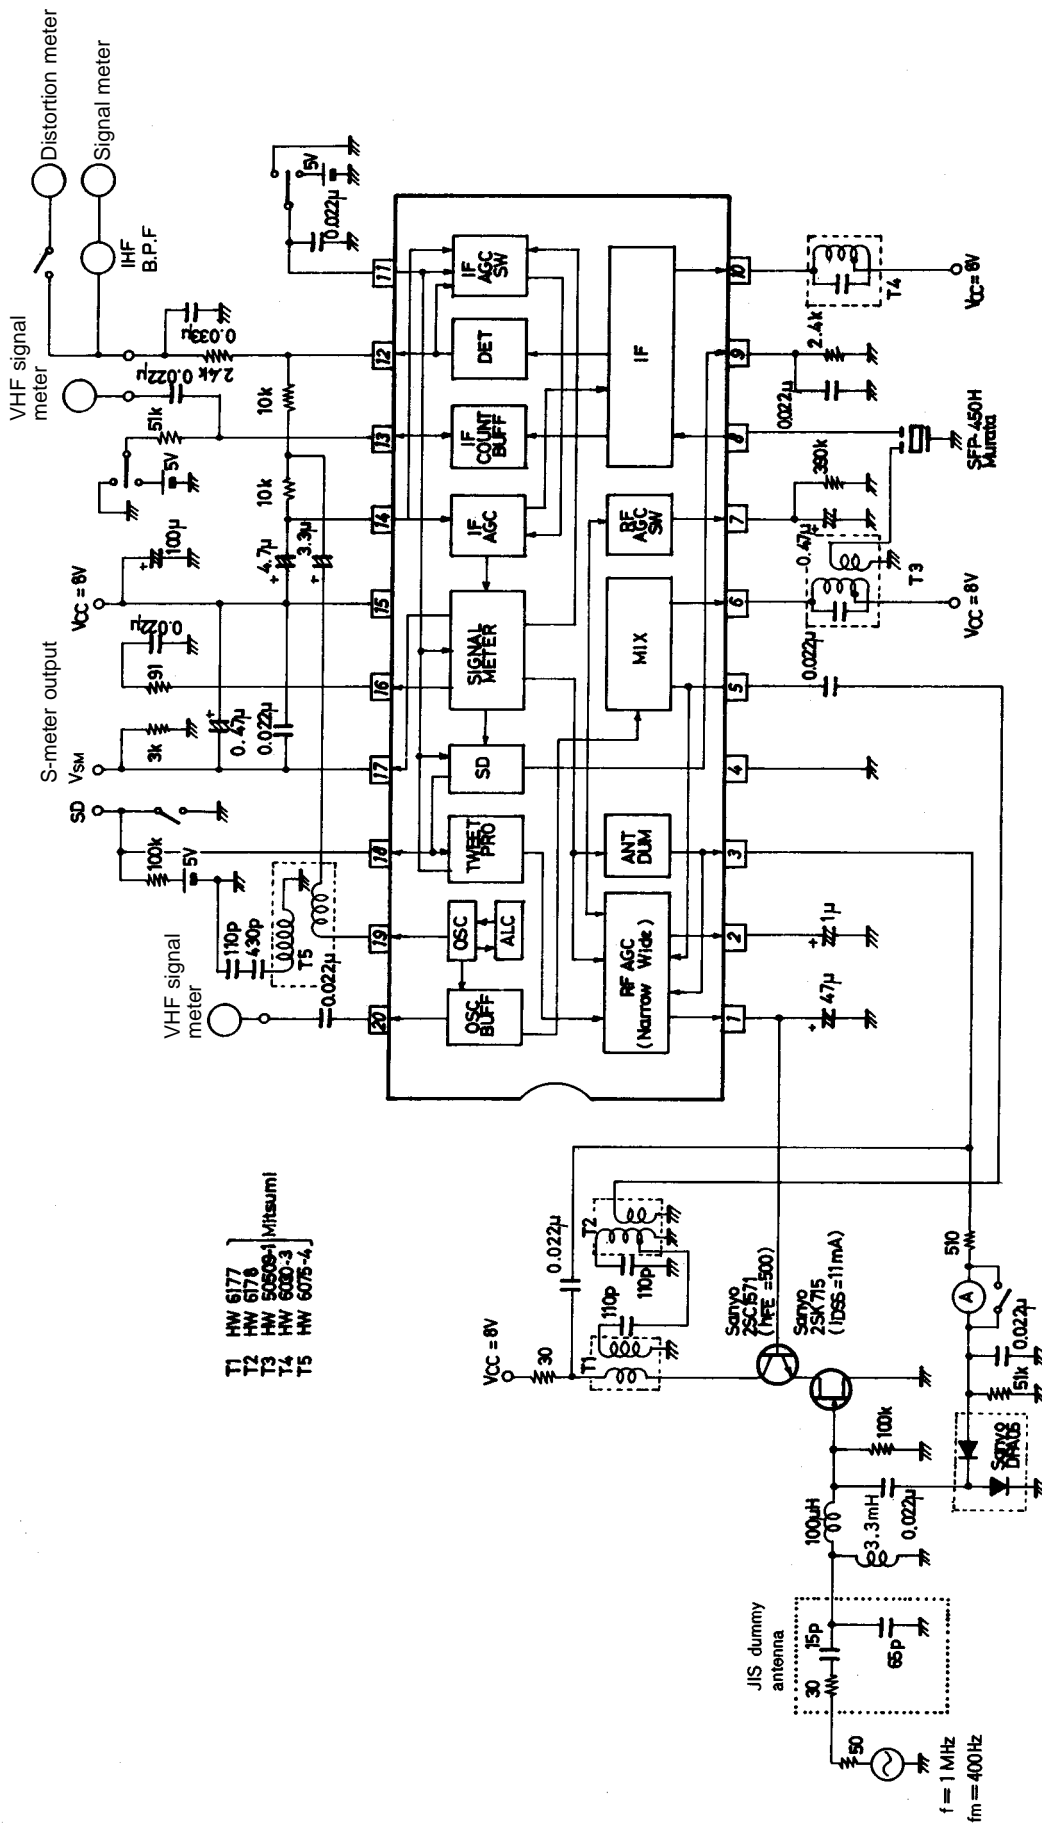 Distortion meter
Signal meter
IHF
B.P.F
VHF signal
meter
0.033μ
2.4k
0.022μ
51k
5V
5V
0.022μ
10k
10k
100μ
4.7μ
3.3μ
VCC = 8V
0.022μ
91
S-meter output
VSM
3k
0.47μ
0.022μ
SD
100k
5V
110p
430p
T5
0.022μ
VHF signal
meter
20
19
18
17
16
15
14
13
12
11
OSC
BUFF
OSC
ALC
TWEET
PRO
SD
SIGNAL
METER
IF
AGC
IF
COUNT
BUFF
DET
IF
AGC
SW
RF AGC
(Narrow Wide)
ANT
DUM
MIX
RF
AGC
SW
IF
1
2
3
4
5
6
7
8
9
10
47μ
1μ
0.022μ
T3
VCC = 8V
0.47μ
390k
SFP-450H
Murata
0.022μ
2.4k
T4
VCC = 8V
T1 HW 6177
T2 HW 6178
T3 HW 50509-1 Mitsumi
T4 HW 6030-3
T5 HW 6075-4
0.022μ
VCC = 8V
30
T1
110p
110p
T2
Sanyo
2SC1571
(hFE = 500)
Sanyo
2SK715
(IDSS = 11mA)
510
A
0.022μ
51k
Sanyo
100k
100μH
3.3mH
0.022μ
JIS dummy
antenna
30
15p
65p
50
f = 1 MHz
fm = 400Hz